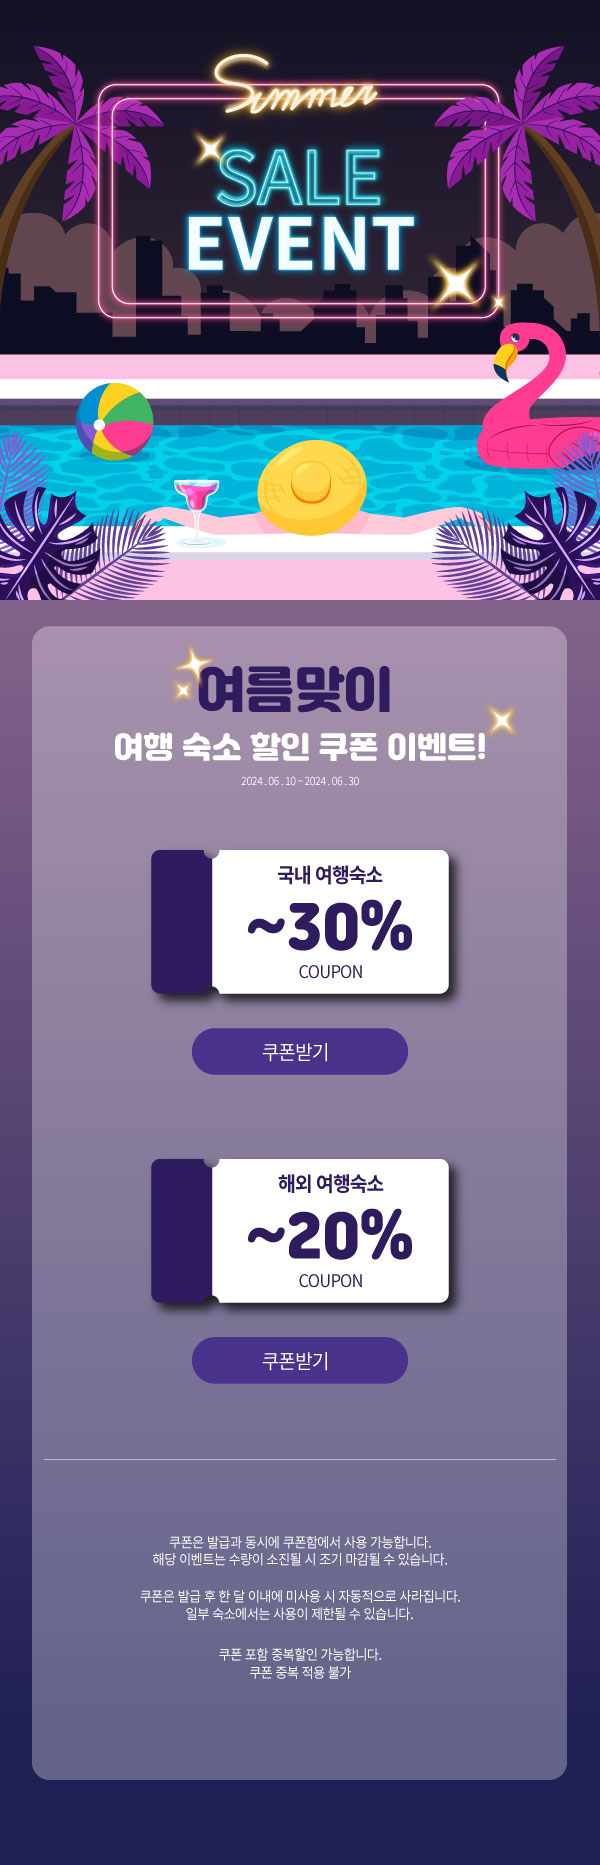 Summer
SALE
EVENT
여름맞이
여행 숙소 할인 쿠폰 이벤트!
2024.06.10~2024.06.30
국내 여행숙소
~30%
COUPON
쿠폰받기
해외 여행숙소
~20%
COUPON
쿠폰받기
쿠폰은 발급과 동시에 쿠폰함에서 사용 가능합니다.
해당 이벤트는 수량이 소진될 시 조기 마감될 수 있습니다.
쿠폰은 발급 후 한 달 이내에 미사용 시 자동적으로 사라집니다.
일부 숙소에서는 사용이 제한될 수 있습니다.
쿠폰 포함 중복할인 가능합니다.
쿠폰 중복 적용 불가